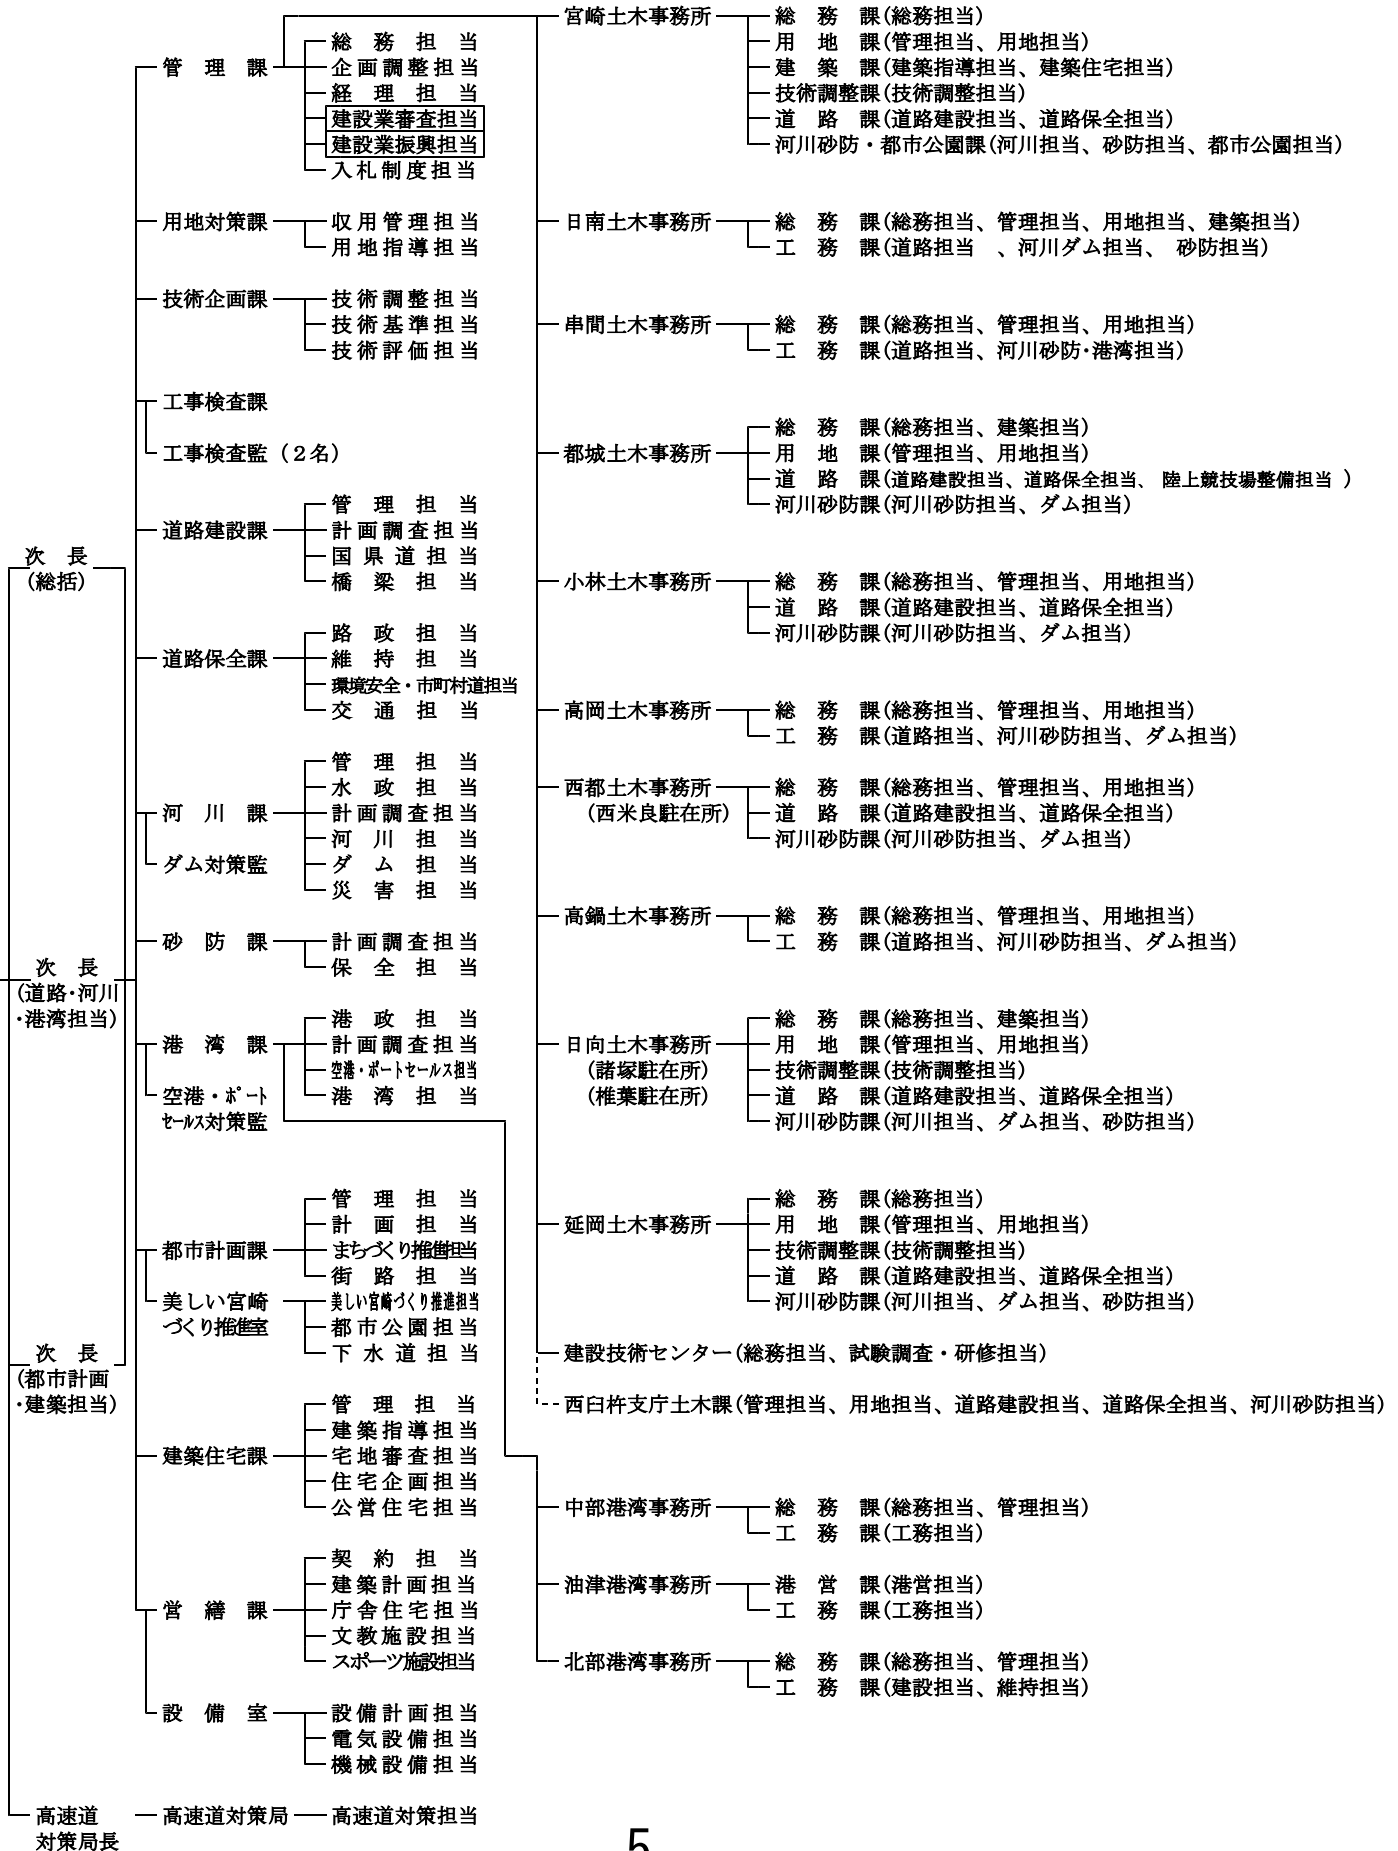 次　長
(総括)
次　長
(道路・河川
・港湾担当)
次　長
(都市計画
・建築担当)
高速道
対策局長
管　理　課
総　務　担　当
企画調整担当
経　理　担　当
建設業審査担当
建設業振興担当
入札制度担当
用地対策課
収用管理担当
用地指導担当
技術企画課
技術調整担当
技術基準担当
技術評価担当
工事検査課
工事検査監（２名）
道路建設課
管　理　担　当
計画調査担当
国県道担当
橋　梁　担　当
道路保全課
路　政　担　当
維　持　担　当
環境安全・市町村道担当
交　通　担　当
河　川　課
ダム対策監
管　理　担　当
水　政　担　当
計画調査担当
河　川　担　当
ダ　ム　担　当
災　害　担　当
砂　防　課
計画調査担当
保　全　担　当
港　湾　課
空港・ﾎﾟｰﾄ
ｾｰﾙｽ対策監
港　政　担　当
計画調査担当
空港・ポートセールス担当
港　湾　担　当
都市計画課
管　理　担　当
計　画　担　当
まちづくり推進担当
街　路　担　当
美しい宮崎
づくり推進室
美しい宮崎づくり推進担当
都市公園担当
下水道担当
建築住宅課
管　理　担　当
建築指導担当
宅地審査担当
住宅企画担当
公営住宅担当
営　繕　課
契　約　担　当
建築計画担当
庁舎住宅担当
文教施設担当
スポーツ施設担当
設　備　室
設備計画担当
電気設備担当
機械設備担当
高速道対策局
高速道対策担当
宮崎土木事務所
総　務　課(総務担当)
用　地　課(管理担当、用地担当)
建　築　課(建築指導担当、建築住宅担当)
技術調整課(技術調整担当)
道　路　課(道路建設担当、道路保全担当)
河川砂防・都市公園課(河川担当、砂防担当、都市公園担当)
日南土木事務所
総　務　課(総務担当、管理担当、用地担当、建築担当)
工　務　課(道路担当　、河川ダム担当、　砂防担当)
串間土木事務所
総　務　課(総務担当、管理担当、用地担当)
工　務　課(道路担当、河川砂防･港湾担当)
都城土木事務所
総　務　課(総務担当、建築担当)
用　地　課(管理担当、用地担当)
道　路　課(道路建設担当、道路保全担当、 陸上競技場整備担当 )
河川砂防課(河川砂防担当、ダム担当)
小林土木事務所
総　務　課(総務担当、管理担当、用地担当)
道　路　課(道路建設担当、道路保全担当)
河川砂防課(河川砂防担当、ダム担当)
高岡土木事務所
総　務　課(総務担当、管理担当、用地担当)
工　務　課(道路担当、河川砂防担当、ダム担当)
西都土木事務所
(西米良駐在所)
総　務　課(総務担当、管理担当、用地担当)
道　路　課(道路建設担当、道路保全担当)
河川砂防課(河川砂防担当、ダム担当)
高鍋土木事務所
総　務　課(総務担当、管理担当、用地担当)
工　務　課(道路担当、河川砂防担当、ダム担当)
日向土木事務所
(諸塚駐在所)
(椎葉駐在所)
総　務　課(総務担当、建築担当)
用　地　課(管理担当、用地担当)
技術調整課(技術調整担当)
道　路　課(道路建設担当、道路保全担当)
河川砂防課(河川担当、ダム担当、砂防担当)
延岡土木事務所
総　務　課(総務担当)
用　地　課(管理担当、用地担当)
技術調整課(技術調整担当)
道　路　課(道路建設担当、道路保全担当)
河川砂防課(河川担当、ダム担当、砂防担当)
建設技術センター(総務担当、試験調査・研修担当)
西臼杵支庁土木課(管理担当、用地担当、道路建設担当、道路保全担当、河川砂防担当)
中部港湾事務所
総　務　課(総務担当、管理担当)
工　務　課(工務担当)
油津港湾事務所
港　営　課(港営担当)
工　務　課(工務担当)
北部港湾事務所
総　務　課(総務担当、管理担当)
工　務　課(建設担当、維持担当)
5